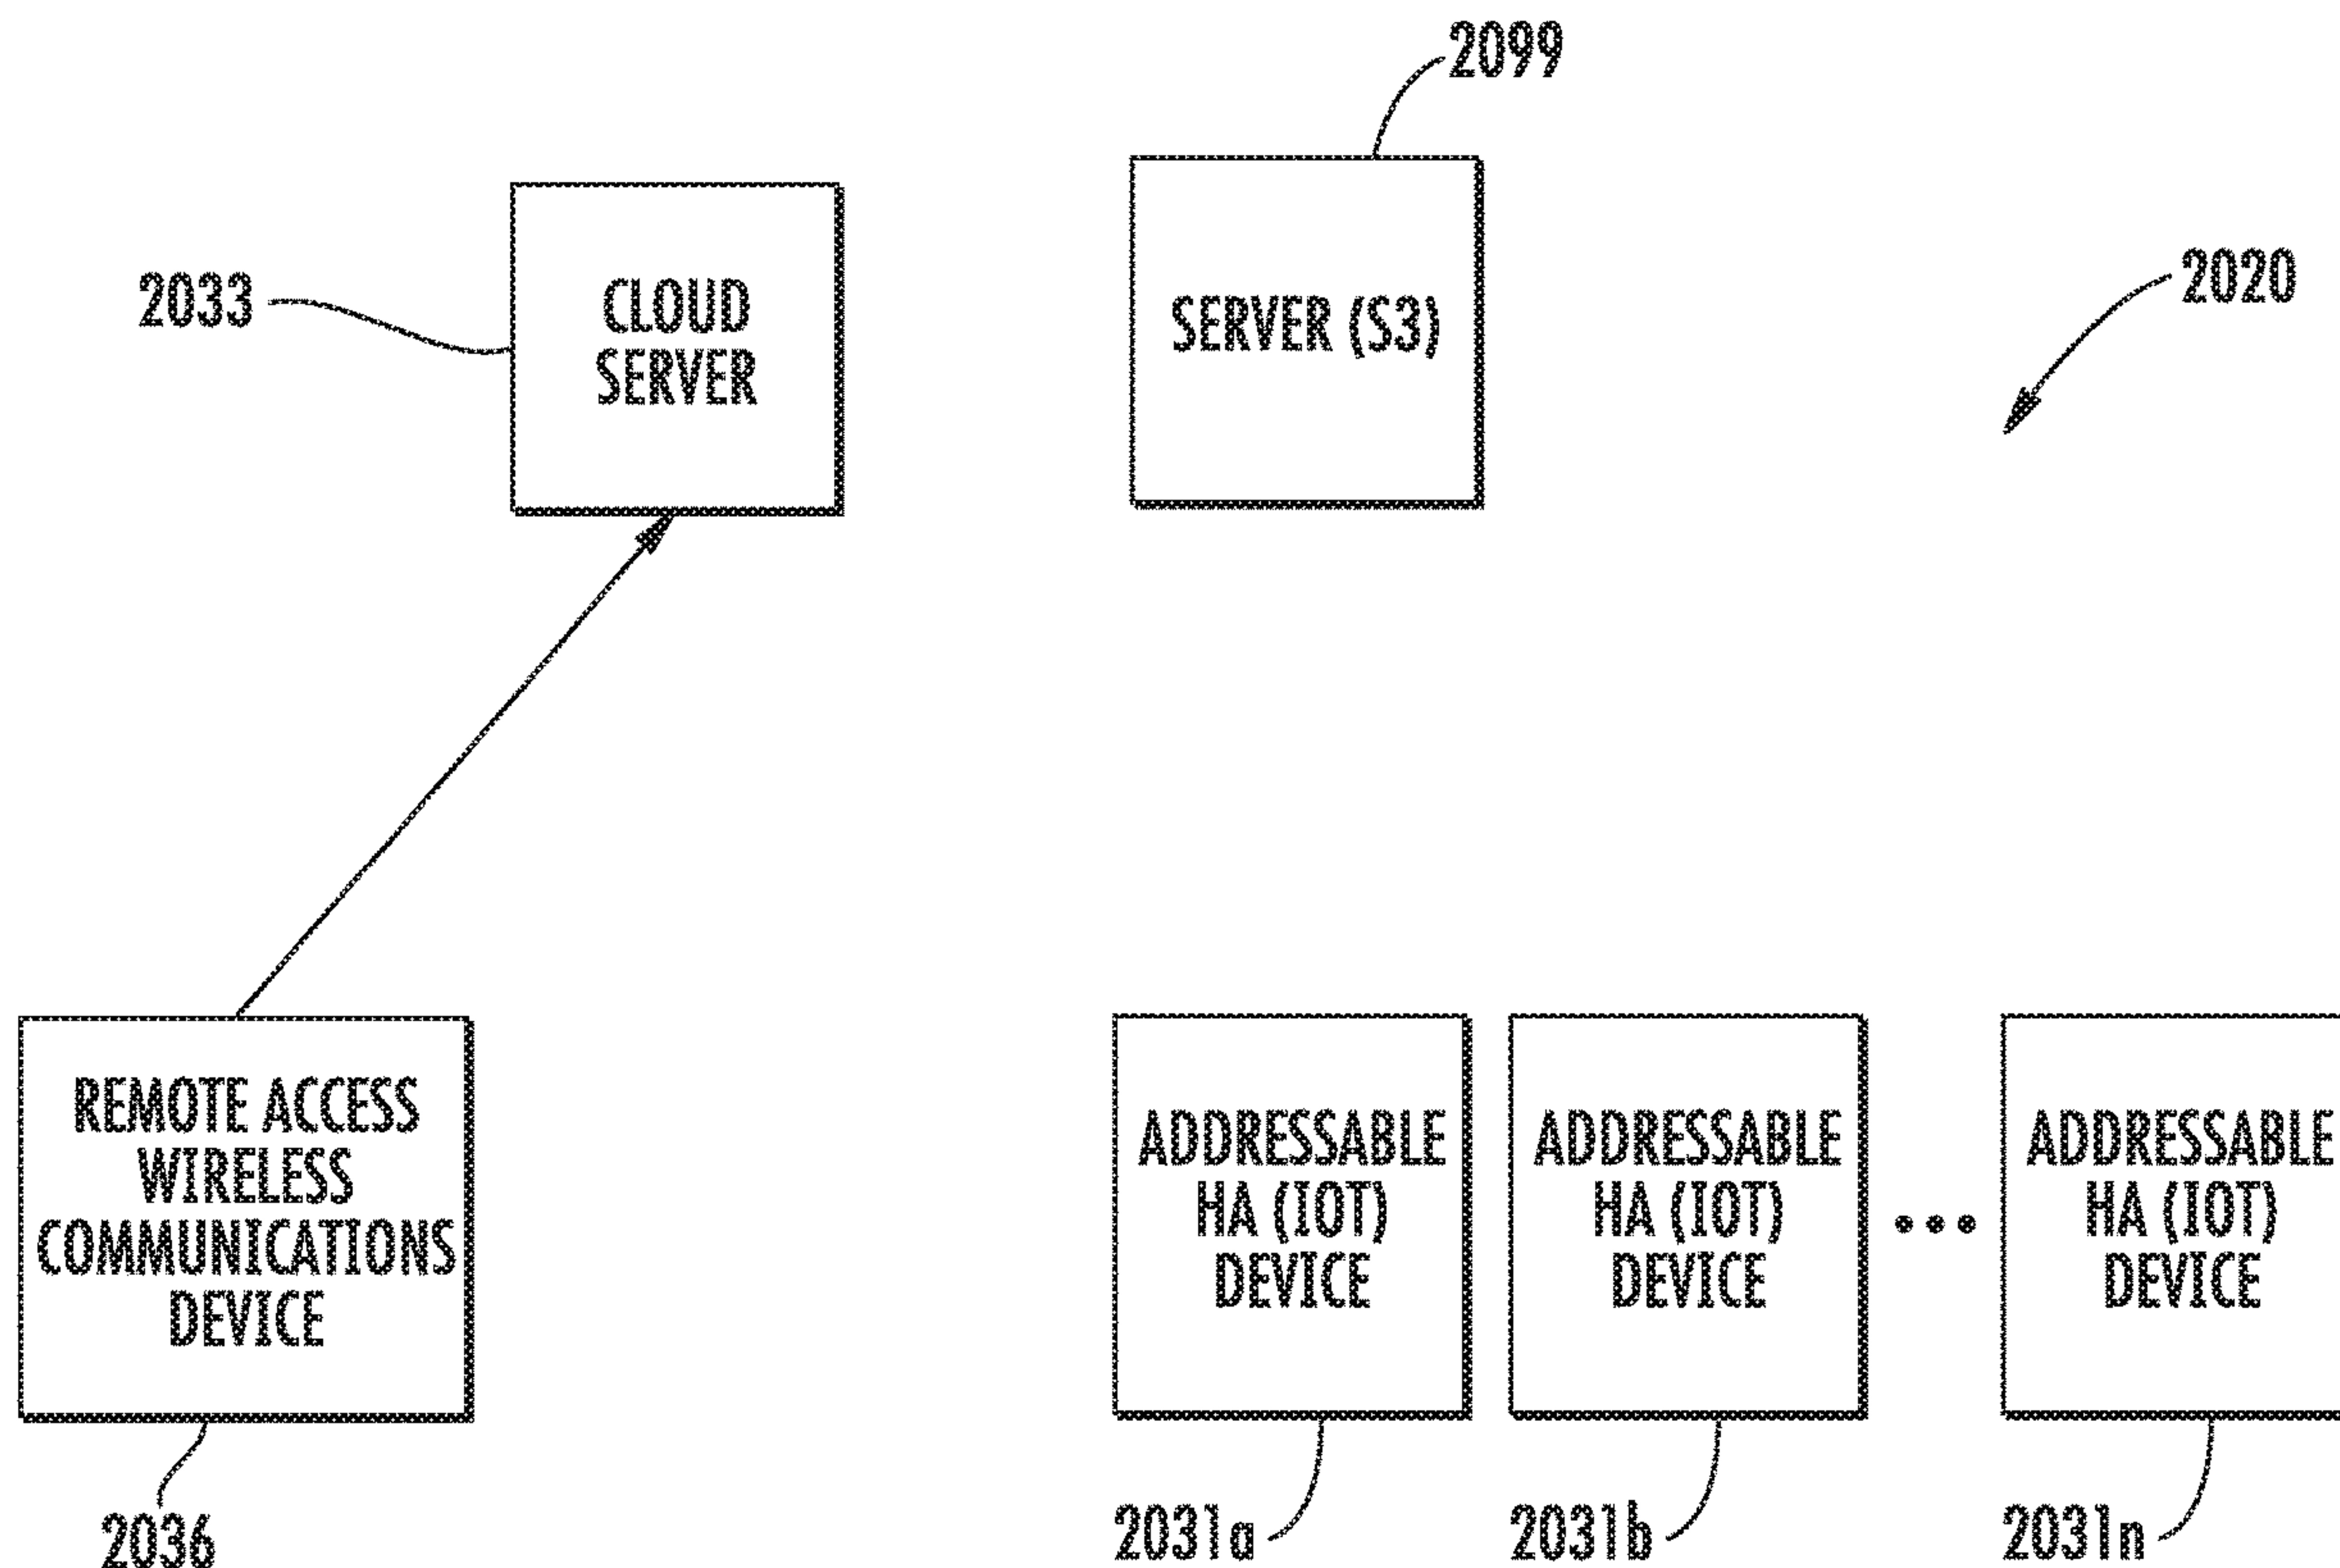 2099
2033
CLOUD
SERVER
SERVER (S3)
2020
REMOTE ACCESS
WIRELESS
COMMUNICATIONS
DEVICE
ADDRESSABLE
HA (IOT)
DEVICE
ADDRESSABLE
HA (IOT)
DEVICE
ADDRESSABLE
HA (IOT)
DEVICE
2036
2031a
2031b
2031n